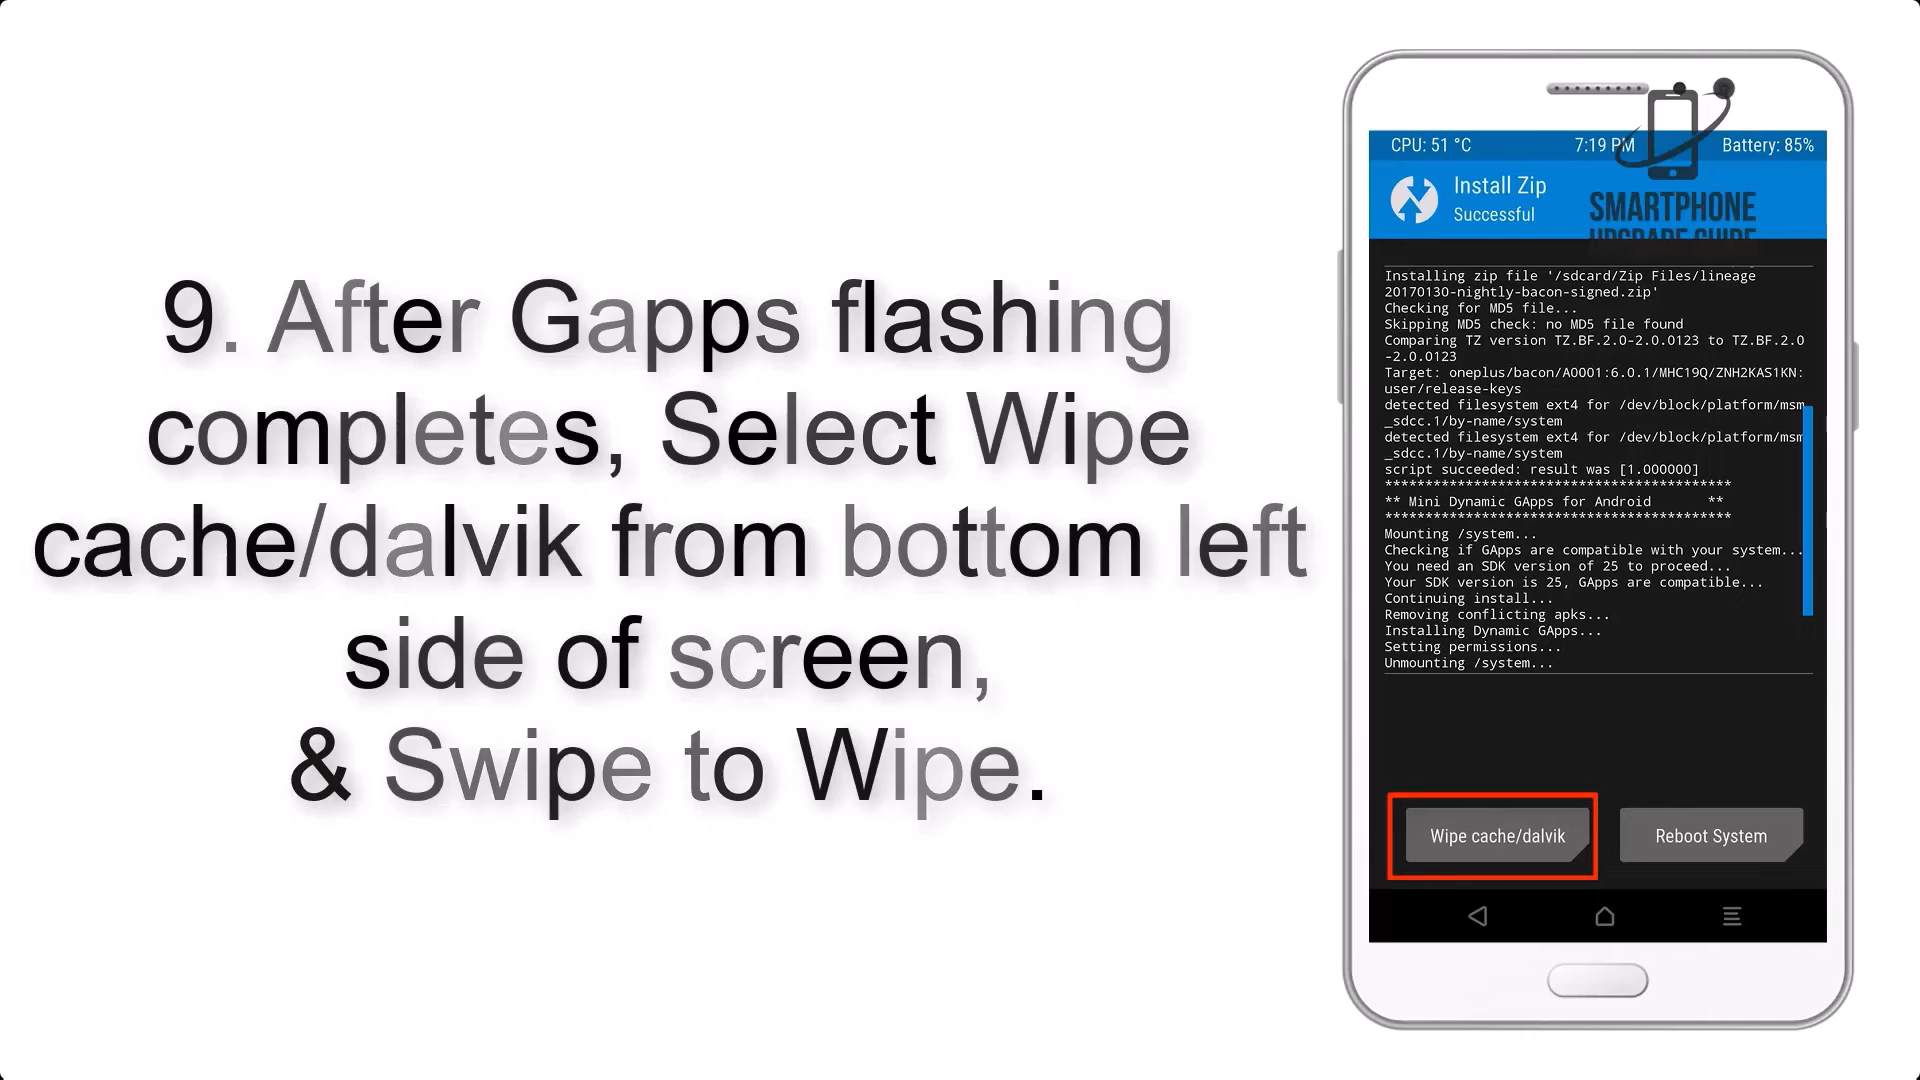 9. After Gapps flashing
completes, Select Wipe
cache/dalvik from bottom left
side of screen,
& Swipe to Wipe.
CPU: 51 °C 7:19 PM Battery: 85%
Install Zip
Successful
SMARTPHONE
UPGRADE GUIDE
Installing zip file '/sdcard/Zip Files/lineage
20170130-nightly-bacon-signed.zip'
Checking for MD5 file...
Skipping MD5 check: no MD5 file found
Comparing TZ version TZ.BF.2.0-2.0.0123 to TZ.BF.2.0
-2.0.0123
Target: oneplus/bacon/A0001:6.0.1/MHC19Q/ZNH2KAS1KN:
user/release-keys
detected filesystem ext4 for /dev/block/platform/msm
_sdcc.1/by-name/system
detected filesystem ext4 for /dev/block/platform/msm
_sdcc.1/by-name/system
script succeeded: result was [1.000000]
*******************************************
** Mini Dynamic GApps for Android **
*******************************************
Mounting /system...
Checking if GApps are compatible with your system...
You need an SDK version of 25 to proceed...
Your SDK version is 25, GApps are compatible...
Continuing install...
Removing conflicting apks...
Installing Dynamic GApps...
Setting permissions...
Unmounting /system...
Wipe cache/dalvik Reboot System